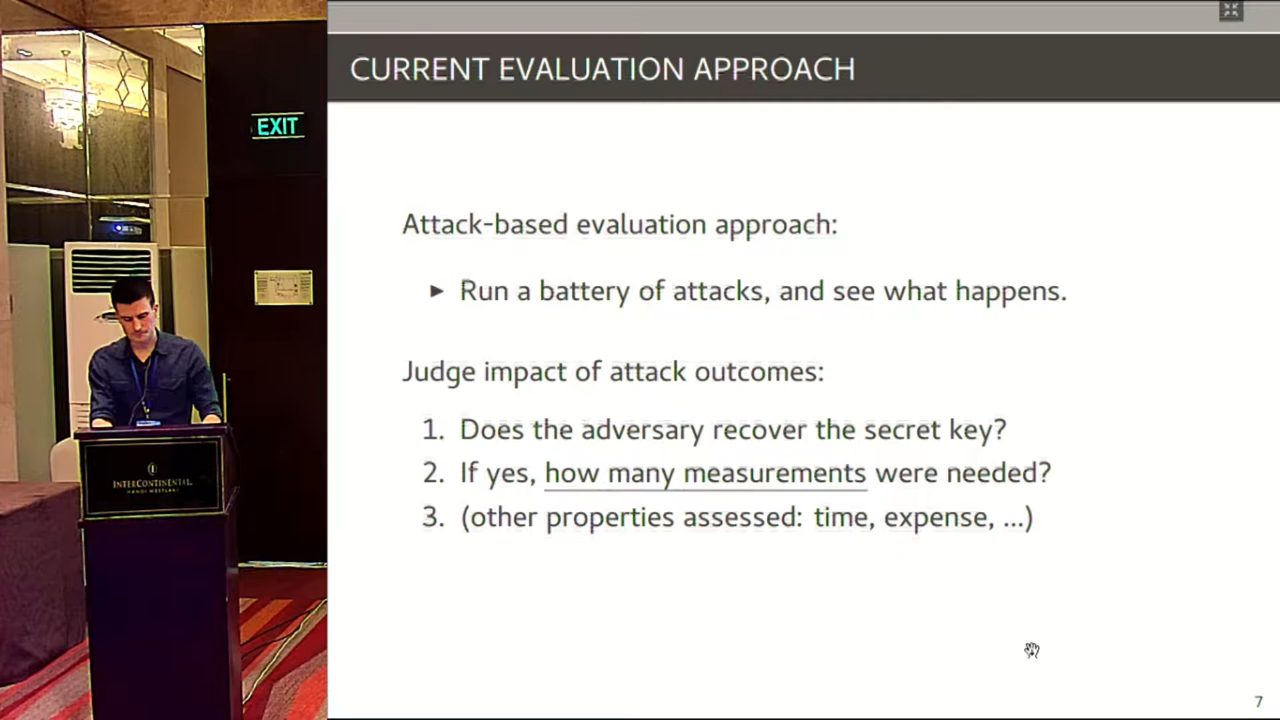 CURRENT EVALUATION APPROACH
EXIT
Attack-based evaluation approach:
► Run a battery of attacks, and see what happens.
Judge impact of attack outcomes:
1. Does the adversary recover the secret key?
2. If yes, how many measurements were needed?
3. (other properties assessed: time, expense, ...)
INTERCONTINENTAL
HANOI WESTLAKE
7